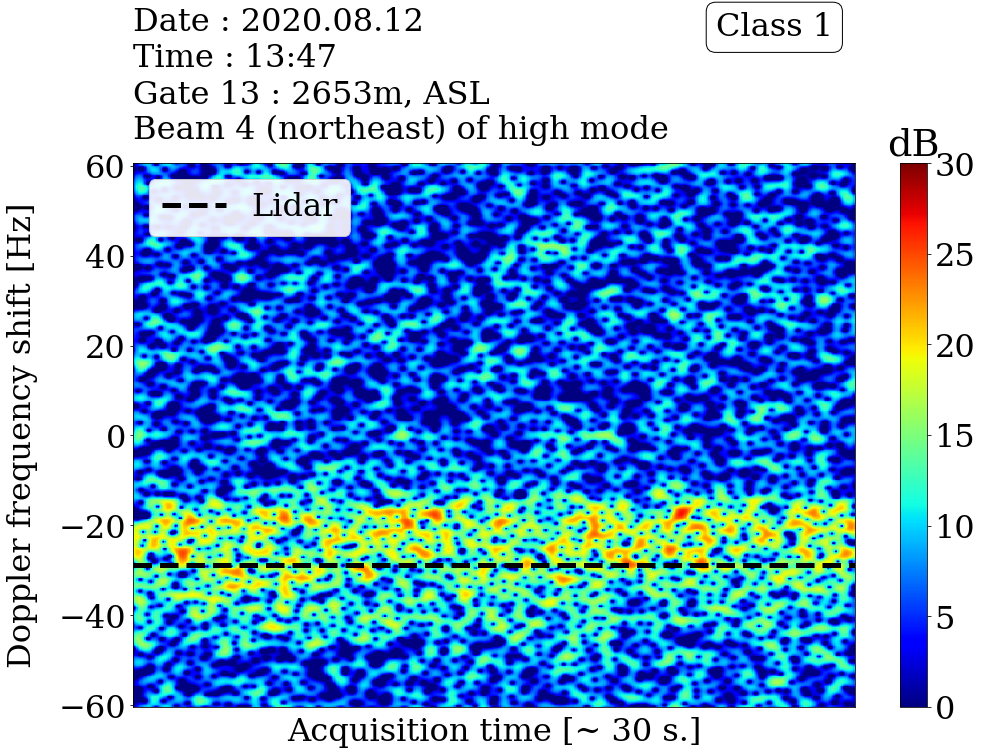 Date : 2020.08.12
Time : 13:47
Gate 13 : 2653m, ASL
Beam 4 (northeast) of high mode
Class 1
dB
Lidar
Doppler frequency shift [Hz]
60
40
20
0
−20
−40
−60
30
25
20
15
10
5
0
Acquisition time [~ 30 s.]